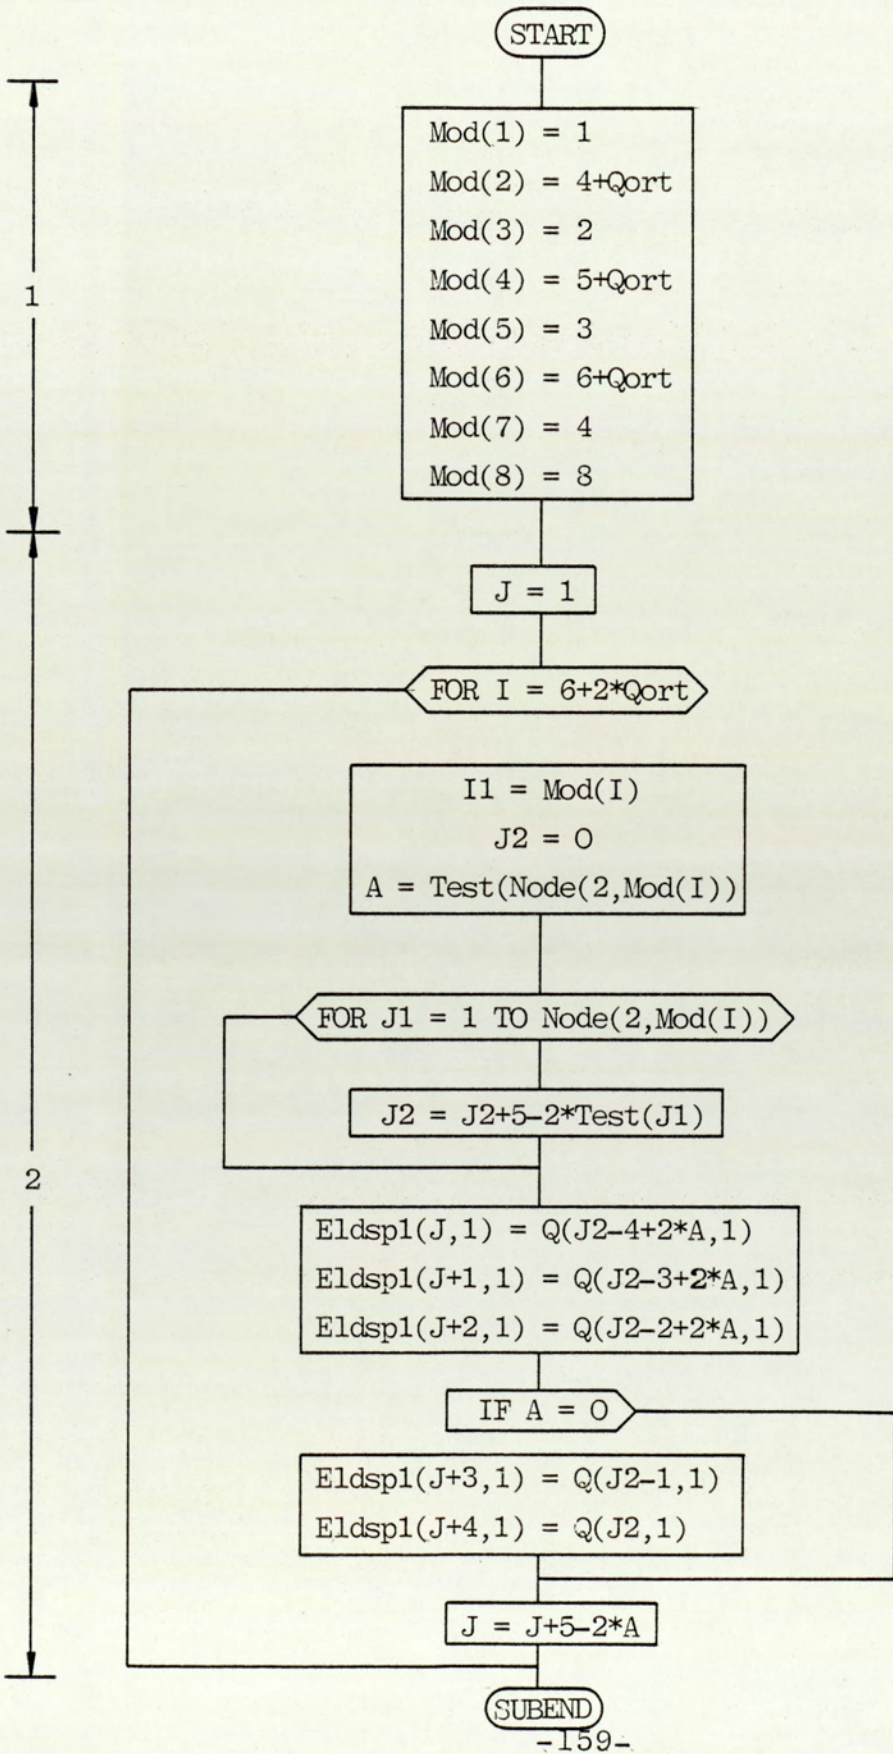 START
Mod(1) = 1
Mod(2) = 4+Qort
Mod(3) = 2
Mod(4) = 5+Qort
1
Mod(5) = 3
Mod(6) = 6+Qort
Mod(7) = 4
Mod(8) = 8
J = 1
FOR I = 6+2*Qort
I1 = Mod(I)
J2 = 0
A = Test(Node(2,Mod(I))
FOR J1 = 1 TO Node(2,Mod(I))
J2 = J2+5-2*Test(J1)
2
Eldsp1(J,1) = Q(J2-4+2*A,1)
Eldsp1(J+1,1) = Q(J2-3+2*A,1)
Eldsp1(J+2,1) = Q(J2-2+2*A,1)
IF A = 0
Eldsp1(J+3,1) = Q(J2-1,1)
Eldsp1(J+4,1) = Q(J2,1)
J = J+5-2*A
SUBEND
-159-